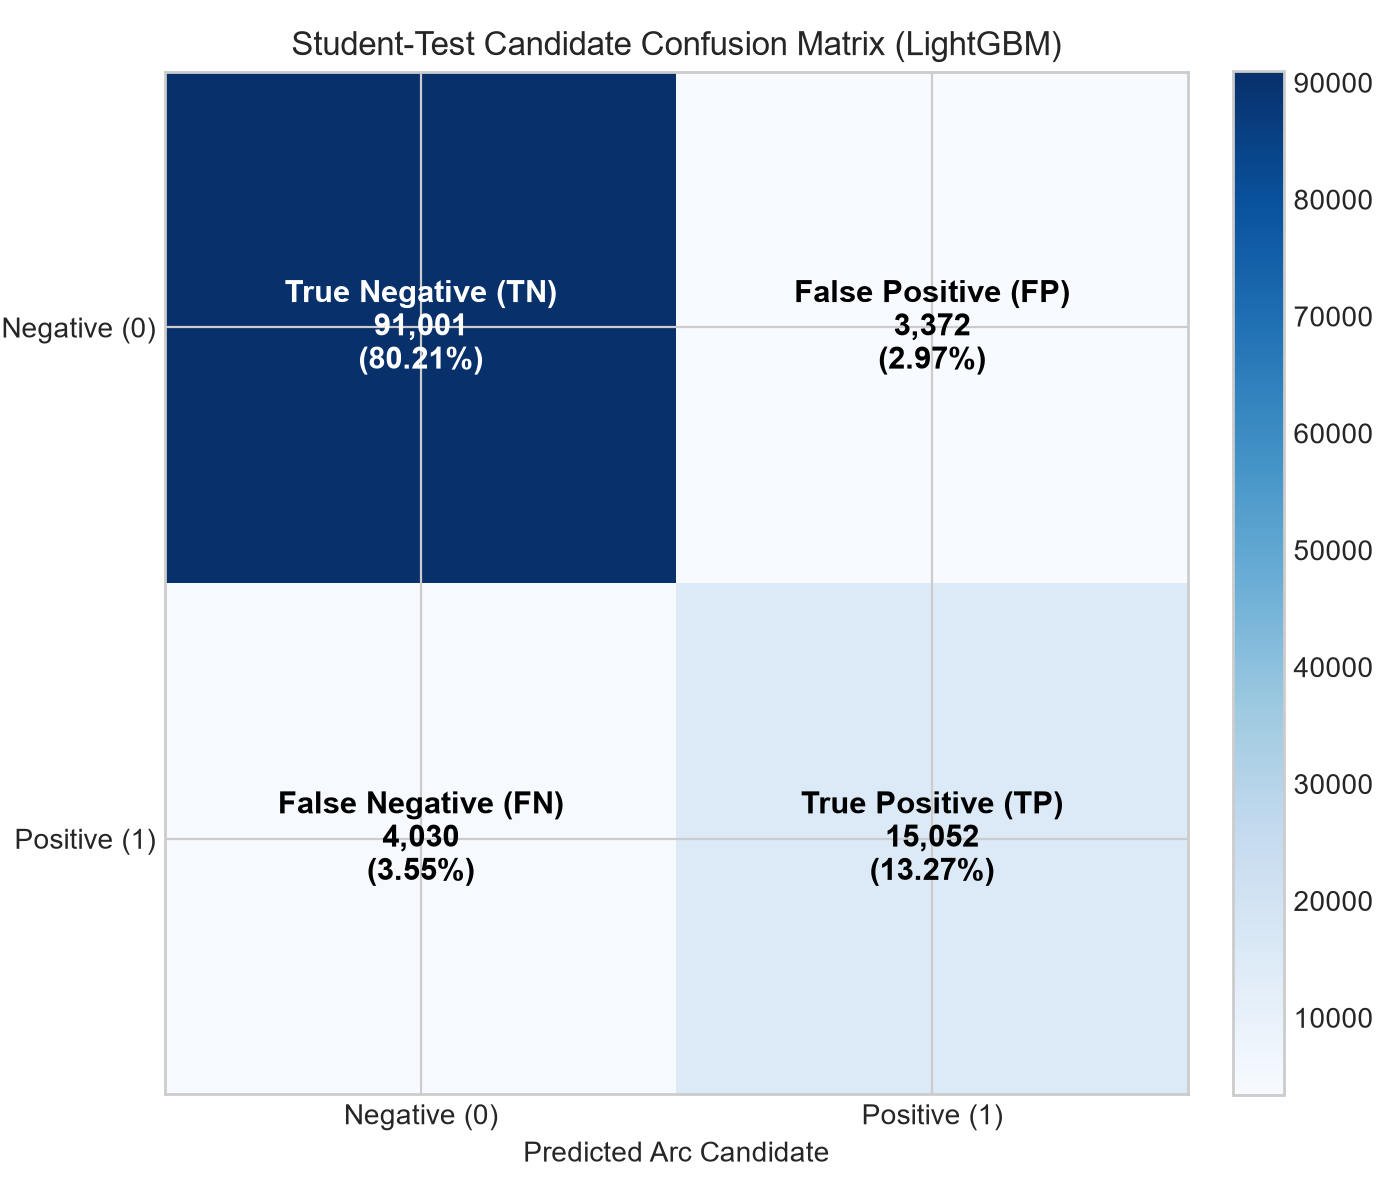 Student-Test Candidate Confusion Matrix (LightGBM)
True Negative (TN)
91,001
(80.21%)
False Positive (FP)
3,372
(2.97%)
Negative (0)
False Negative (FN)
4,030
(3.55%)
True Positive (TP)
15,052
(13.27%)
Positive (1)
Negative (0)
Positive (1)
Predicted Arc Candidate
90000
80000
70000
60000
50000
40000
30000
20000
10000